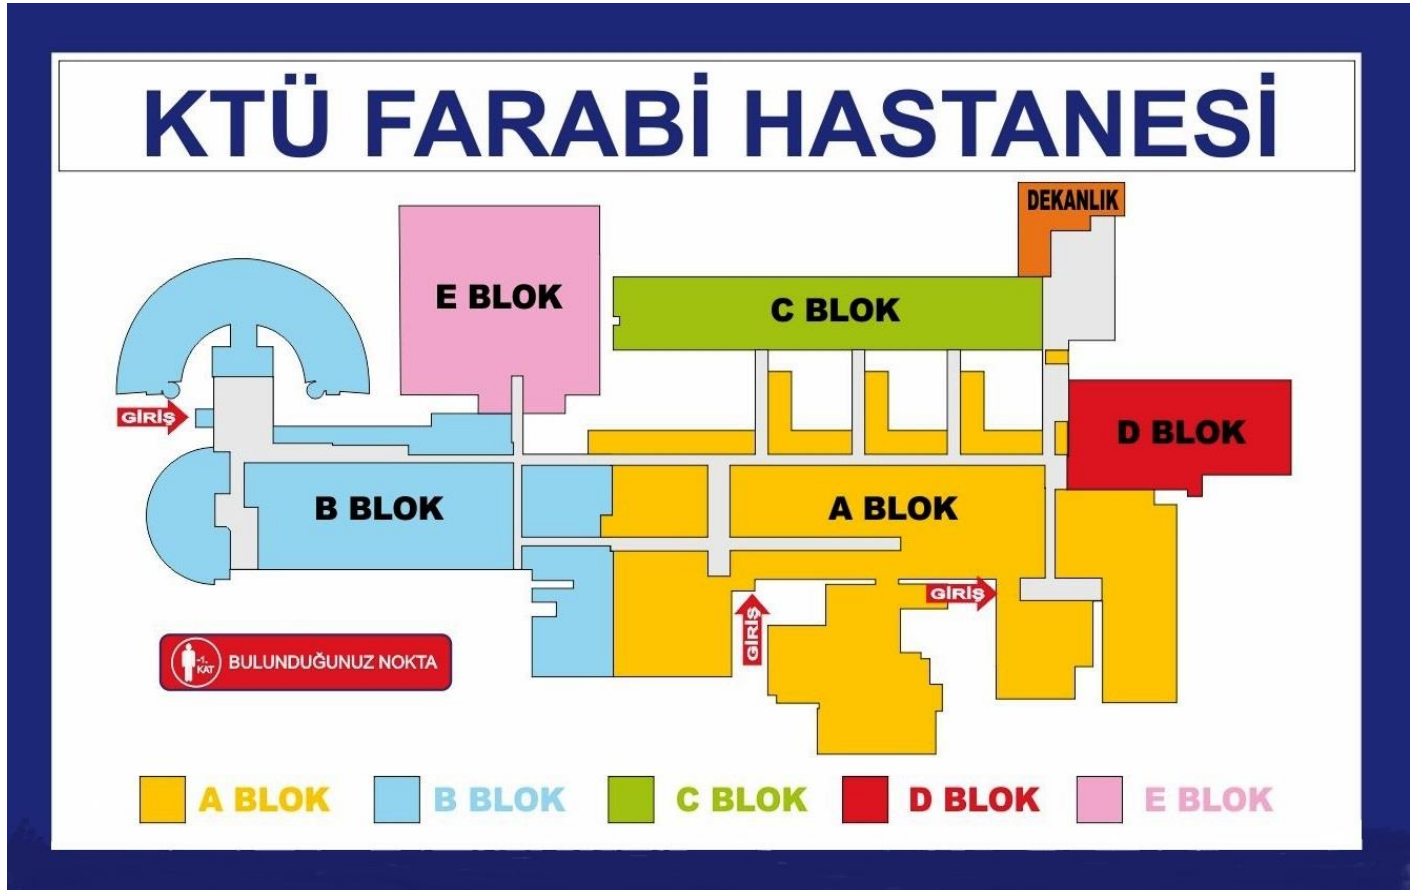 KTÜ FARABİ HASTANESİ
DEKANLIK
E BLOK
C BLOK
GİRİŞ
D BLOK
B BLOK
A BLOK
GİRİŞ
GİRİŞ
-1.
KAT
BULUNDUĞUNUZ NOKTA
A BLOK
B BLOK
C BLOK
D BLOK
E BLOK